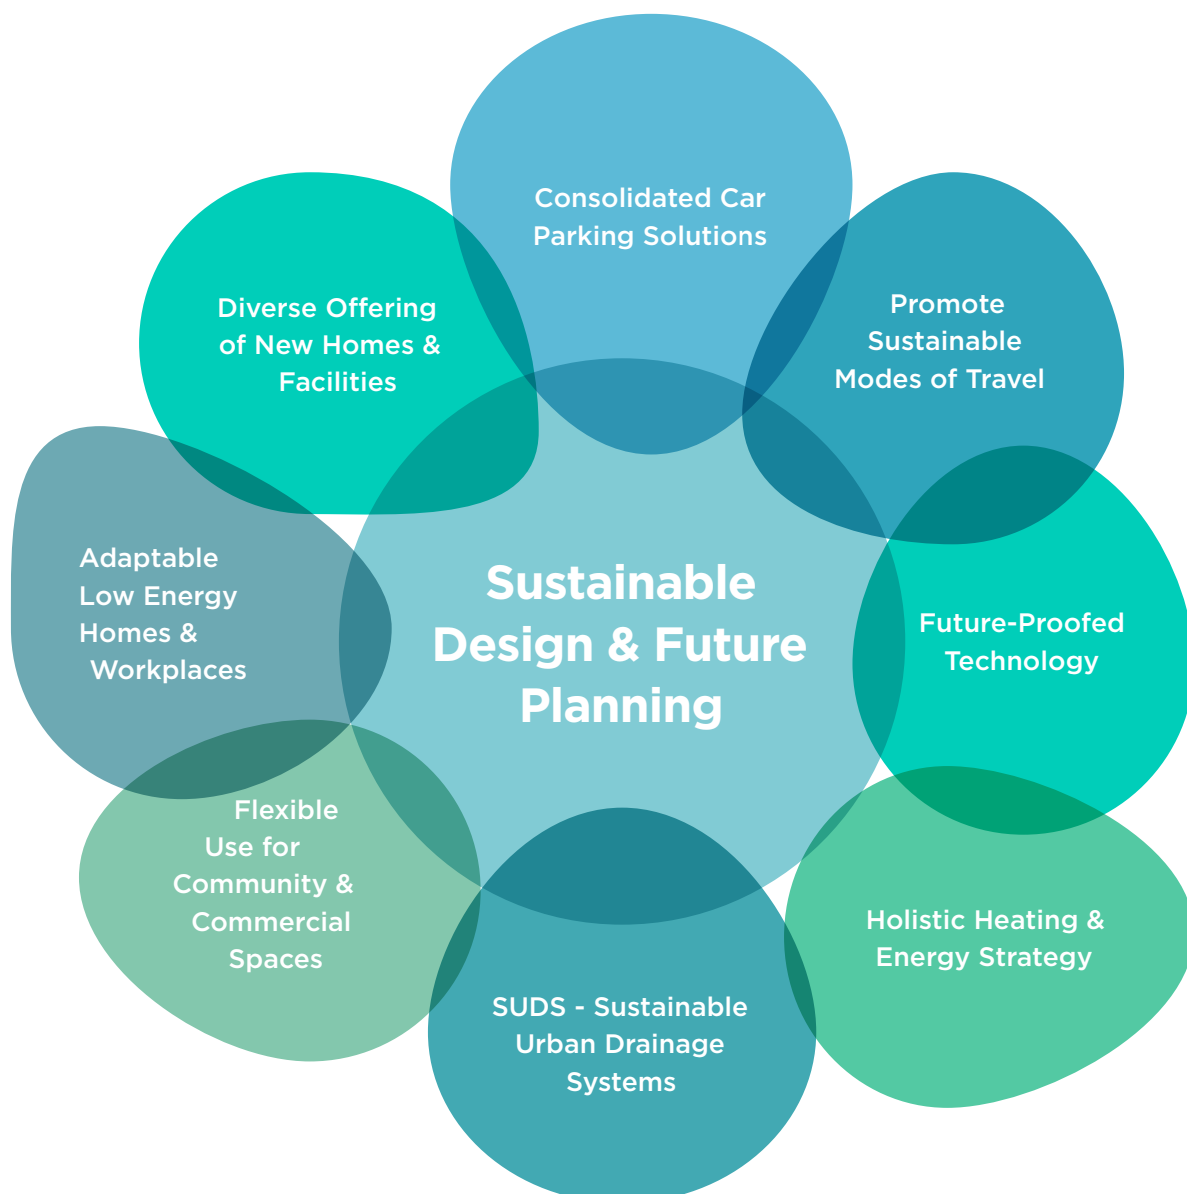 Consolidated Car
Parking Solutions
Promote
Sustainable
Modes of Travel
Diverse Offering
of New Homes &
Facilities
Adaptable
Low Energy
Homes &
Workplaces
Sustainable
Design & Future
Planning
Future-Proofed
Technology
Flexible
Use for
Community &
Commercial
Spaces
Holistic Heating &
Energy Strategy
SUDS - Sustainable
Urban Drainage
Systems